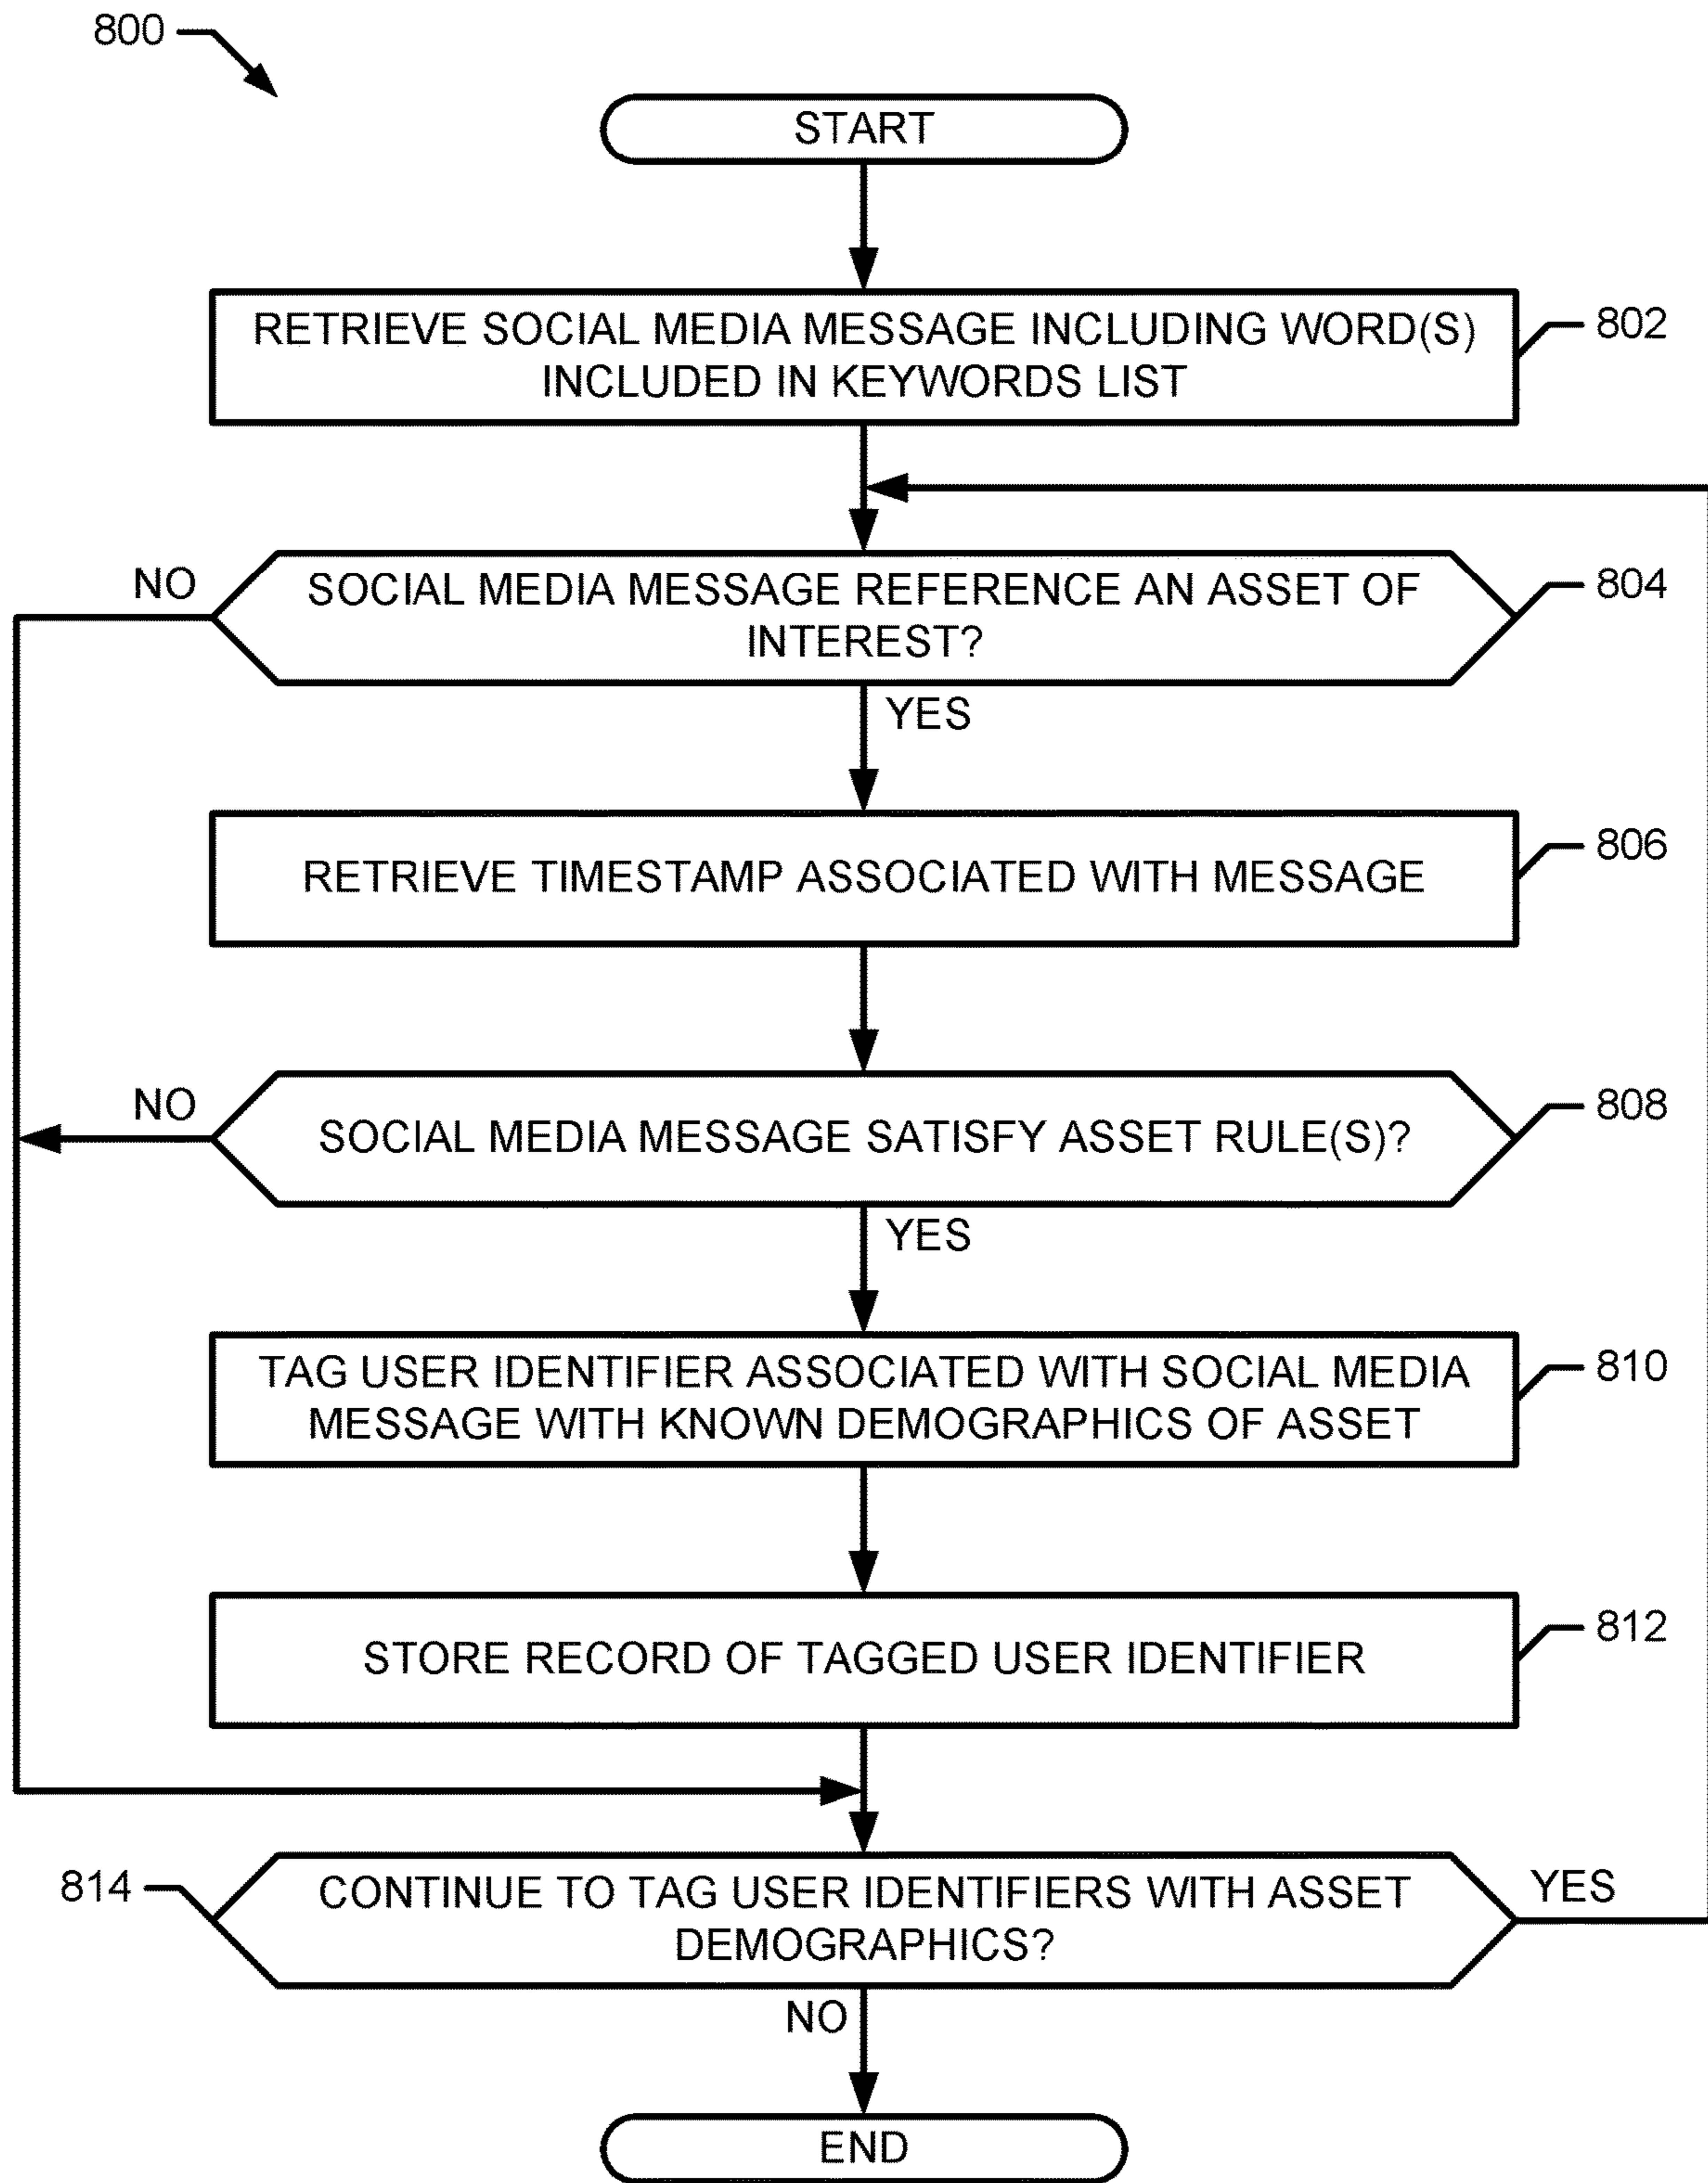 800
START
RETRIEVE SOCIAL MEDIA MESSAGE INCLUDING WORD(S)
INCLUDED IN KEYWORDS LIST
802
NO
SOCIAL MEDIA MESSAGE REFERENCE AN ASSET OF
INTEREST?
804
YES
RETRIEVE TIMESTAMP ASSOCIATED WITH MESSAGE
806
NO
SOCIAL MEDIA MESSAGE SATISFY ASSET RULE(S)?
808
YES
TAG USER IDENTIFIER ASSOCIATED WITH SOCIAL MEDIA
MESSAGE WITH KNOWN DEMOGRAPHICS OF ASSET
810
STORE RECORD OF TAGGED USER IDENTIFIER
812
814
CONTINUE TO TAG USER IDENTIFIERS WITH ASSET
DEMOGRAPHICS?
YES
NO
END